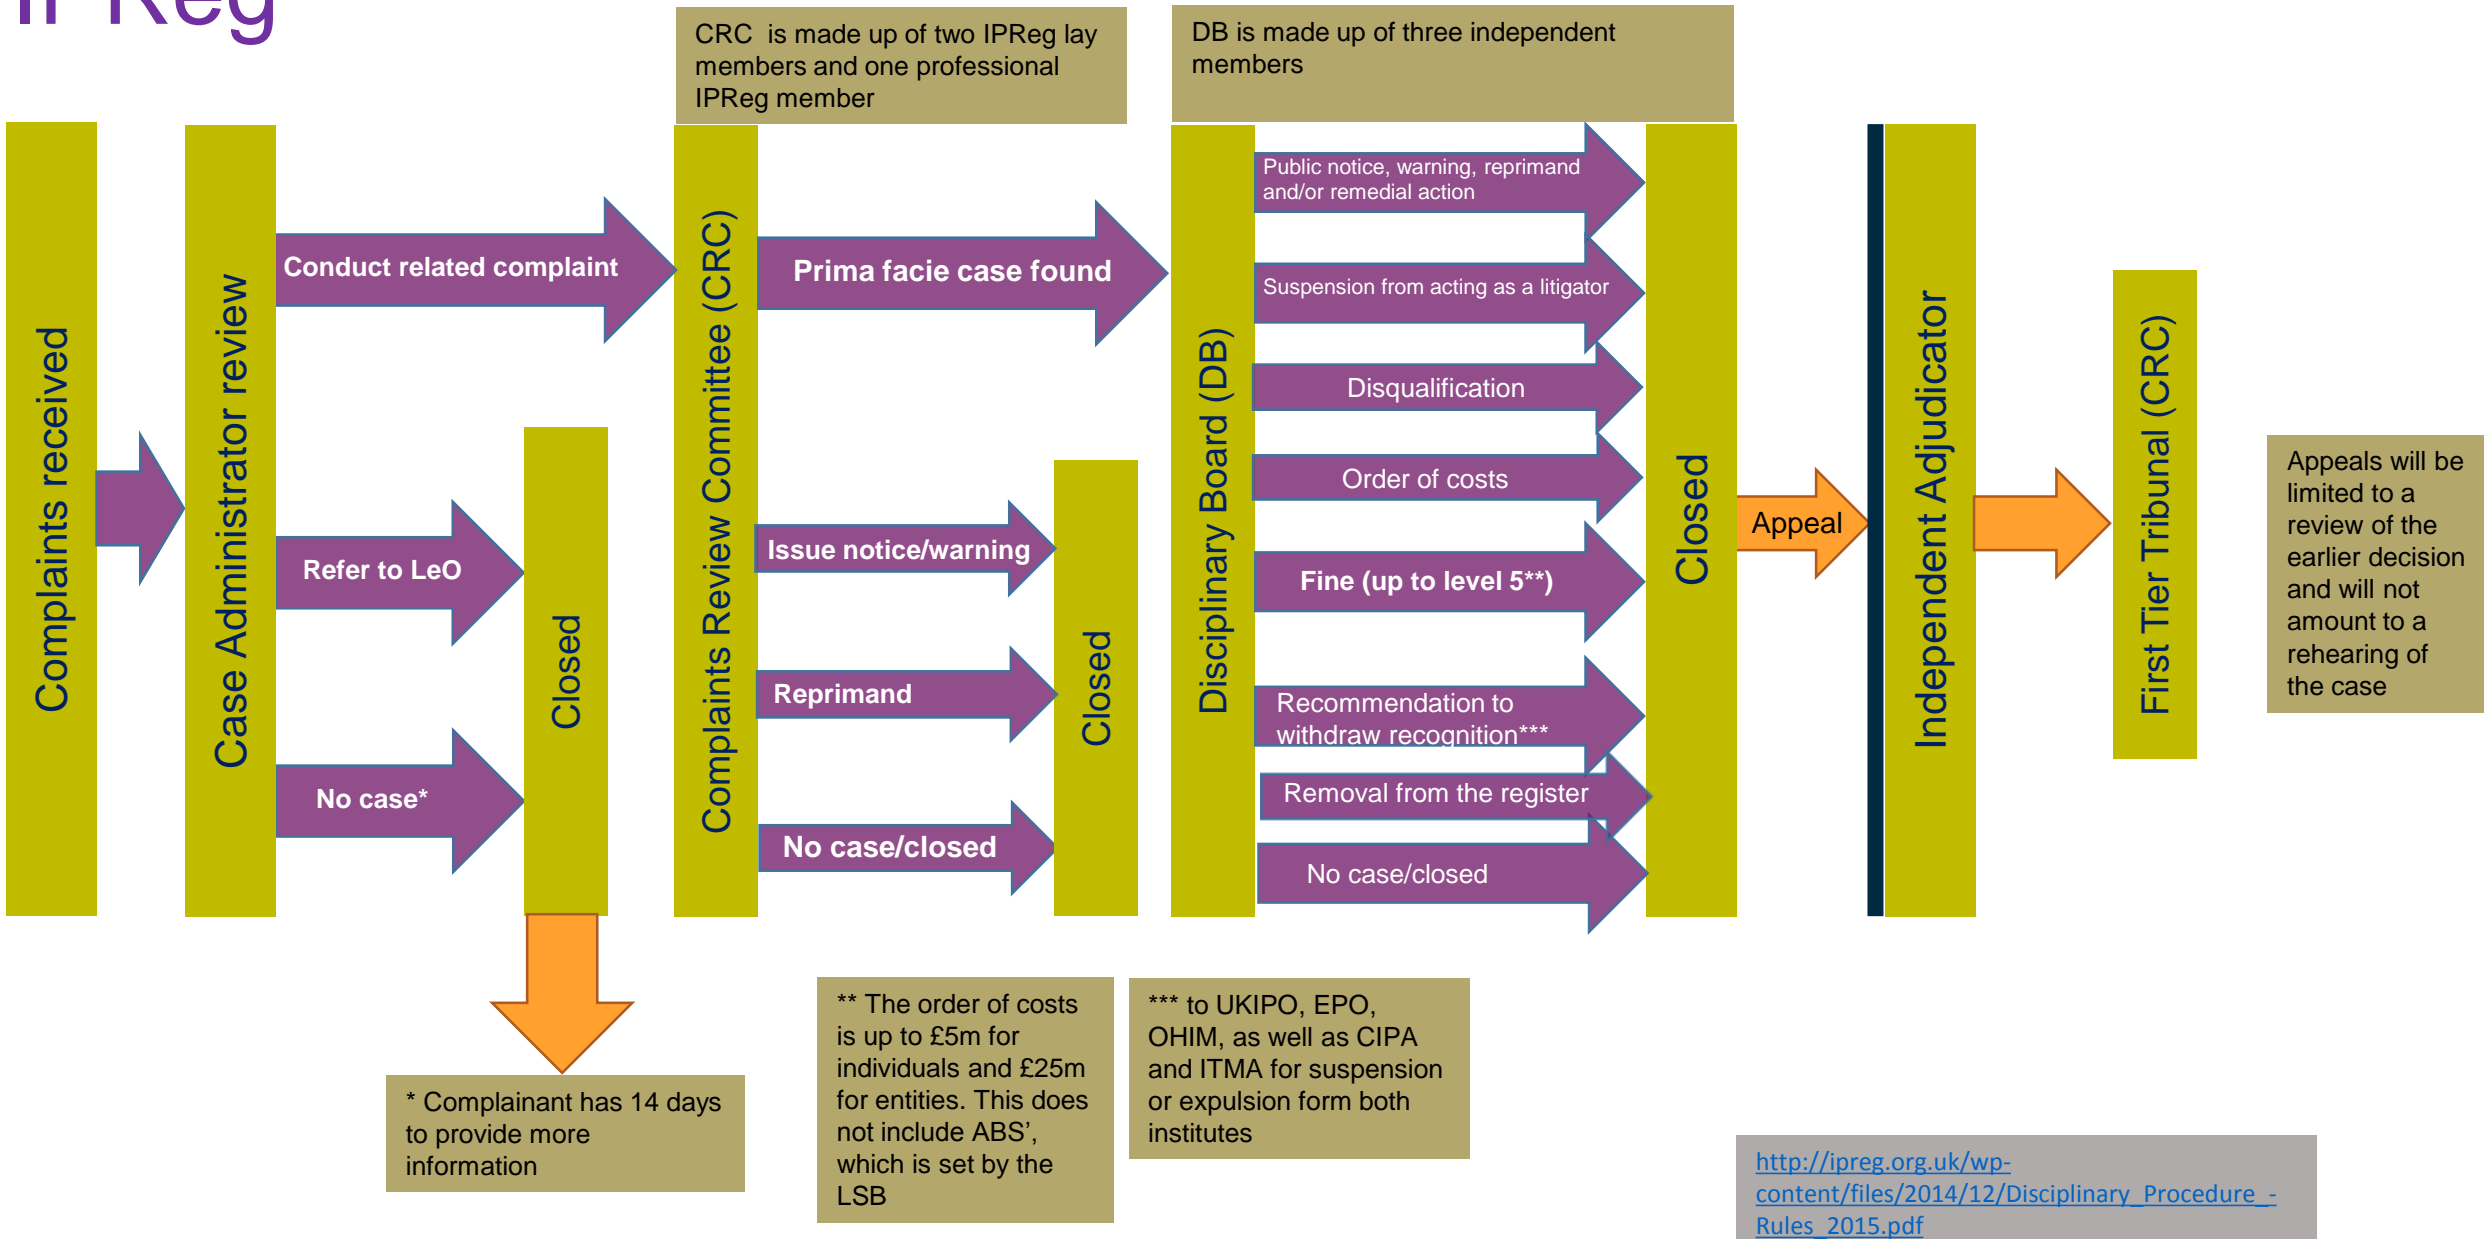 IPReg
CRC is made up of two IPReg lay
members and one professional
IPReg member
DB is made up of three independent
members
Complaints received
Case Administrator review
Conduct related complaint
Refer to LeO
No case*
Closed
Complaints Review Committee (CRC)
Prima facie case found
Issue notice/warning
Reprimand
No case/closed
Closed
Disciplinary Board (DB)
Public notice, warning, reprimand
and/or remedial action
Suspension from acting as a litigator
Disqualification
Order of costs
Fine (up to level 5**)
Recommendation to
withdraw recognition***
Removal from the register
No case/closed
Closed
Appeal
Independent Adjudicator
First Tier Tribunal (CRC)
Appeals will be
limited to a
review of the
earlier decision
and will not
amount to a
rehearing of
the case
* Complainant has 14 days
to provide more
information
** The order of costs
is up to £5m for
individuals and £25m
for entities. This does
not include ABS’,
which is set by the
LSB
*** to UKIPO, EPO,
OHIM, as well as CIPA
and ITMA for suspension
or expulsion form both
institutes
http://ipreg.org.uk/wp-
content/files/2014/12/Disciplinary_Procedure_-
Rules_2015.pdf